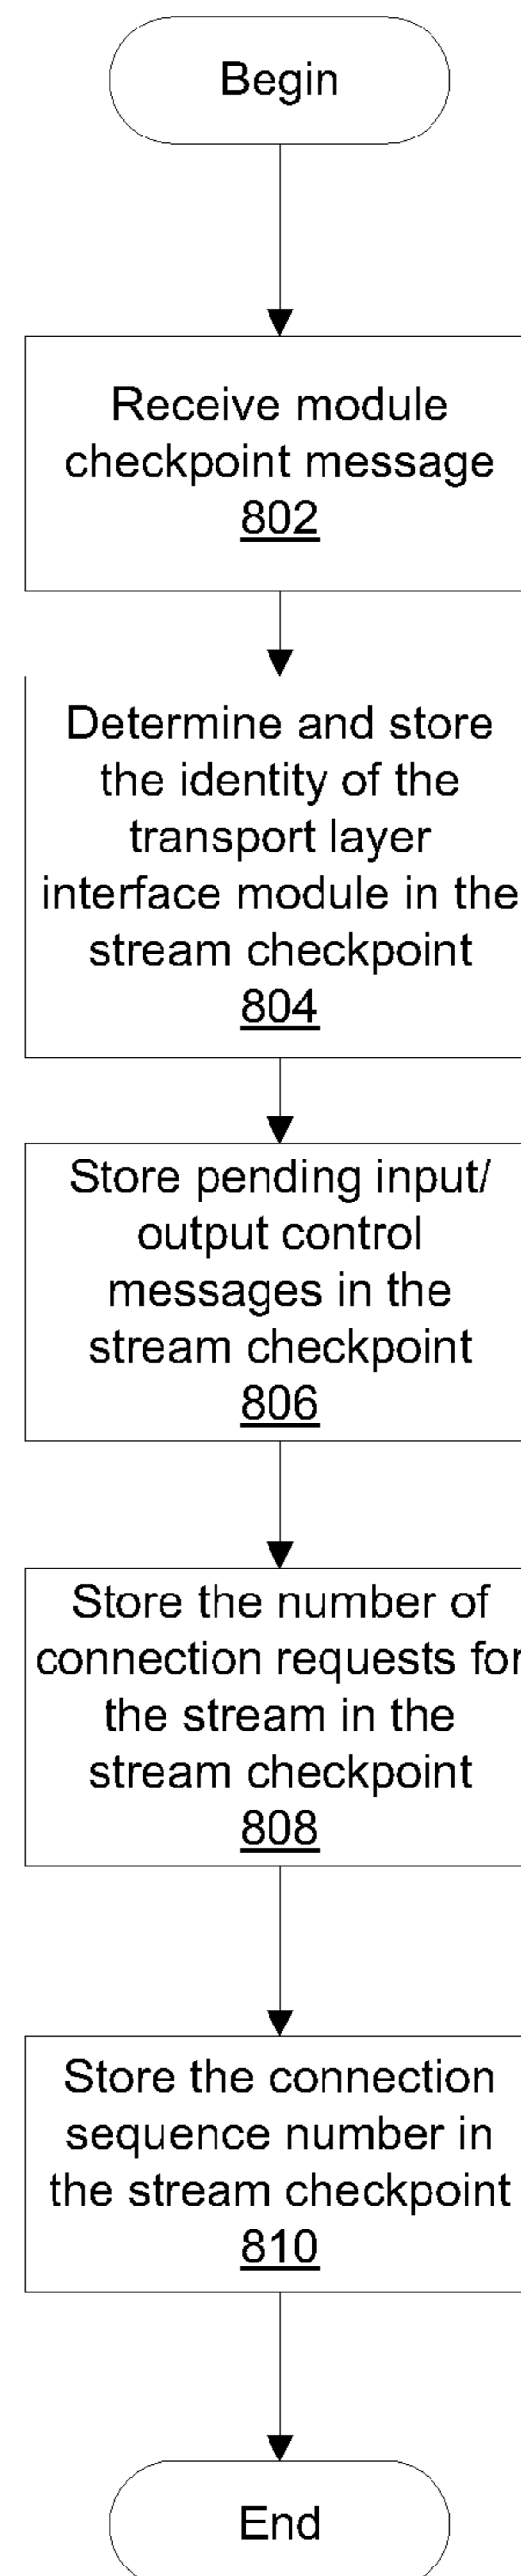 Begin
Receive module
checkpoint message
802
Determine and store
the identity of the
transport layer
interface module in the
stream checkpoint
804
Store pending input/
output control
messages in the
stream checkpoint
806
Store the number of
connection requests for
the stream in the
stream checkpoint
808
Store the connection
sequence number in
the stream checkpoint
810
End